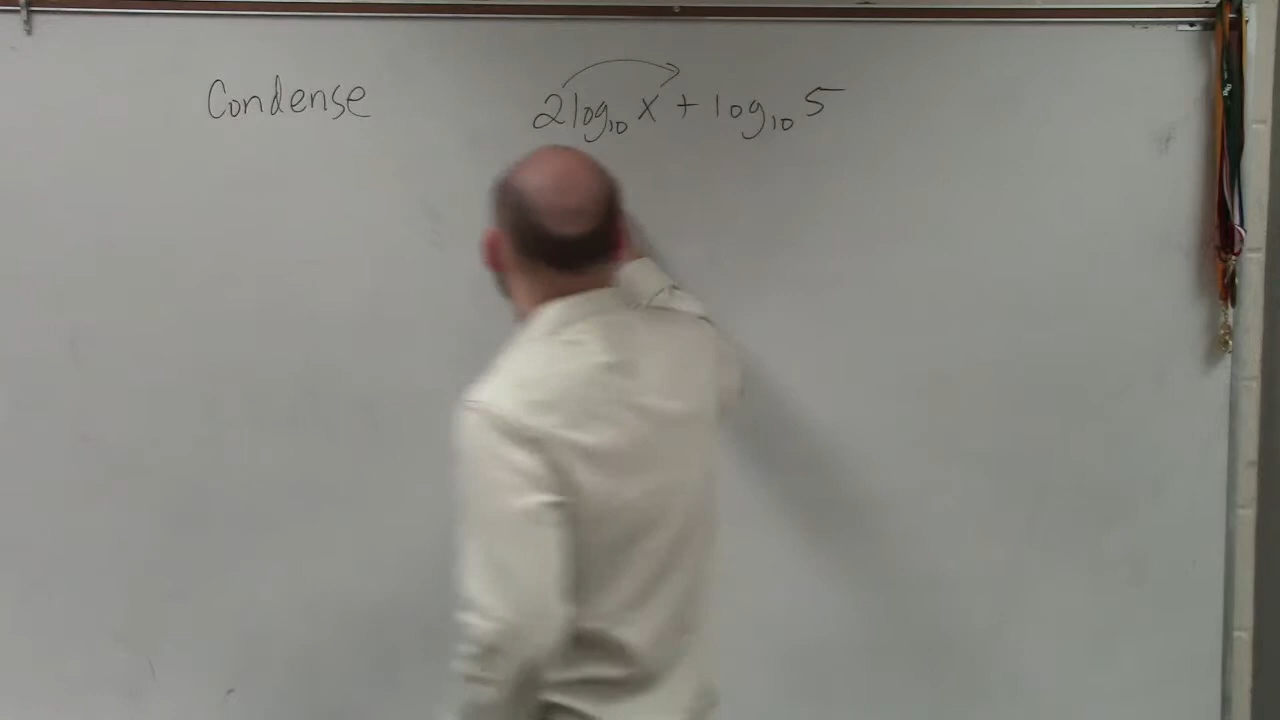 Condense 2log₁₀ x + log₁₀ 5